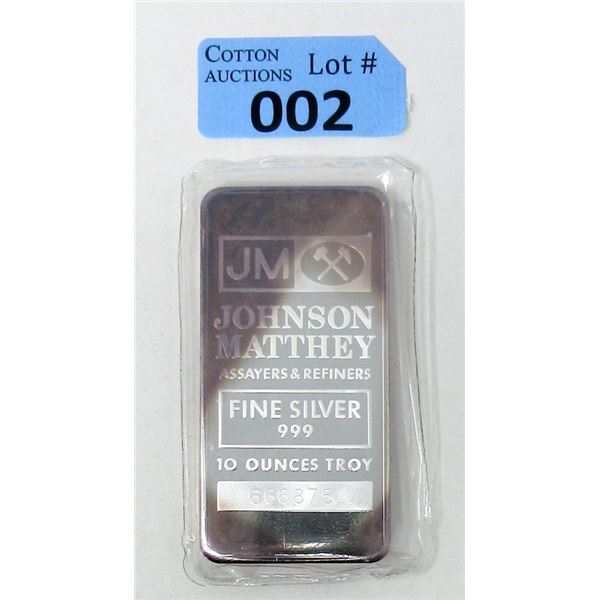 COTTON
AUCTIONS
Lot #
002
JM
JOHNSON
MATTHEY
ASSAYERS & REFINERS
FINE SILVER
999
10 OUNCES TROY
666875